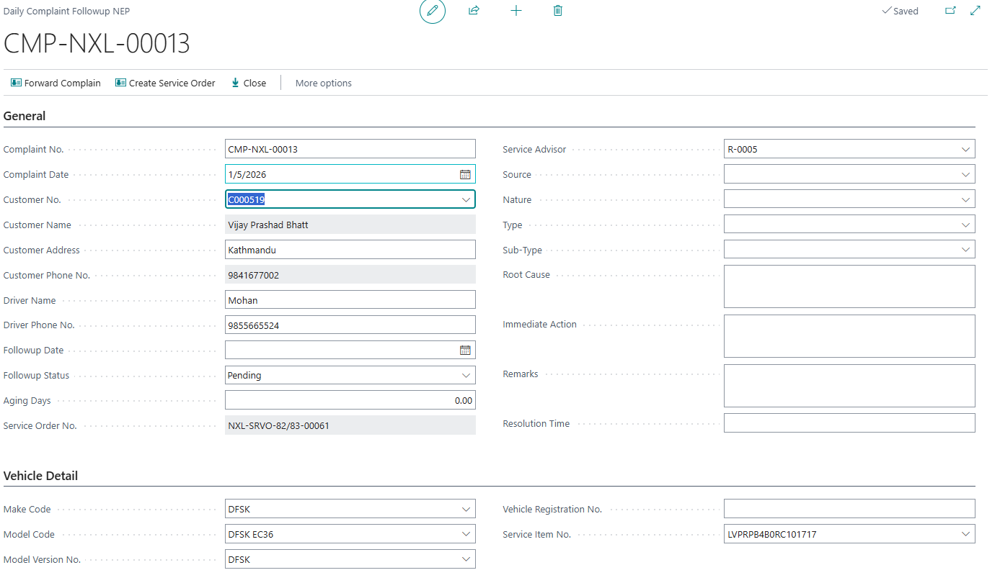 Daily Complaint Followup NEP
Saved
CMP-NXL-00013
Forward Complain Create Service Order Close More options
General
Complaint No. CMP-NXL-00013
Complaint Date 1/5/2026
Customer No. C000519
Customer Name Vijay Prashad Bhatt
Customer Address Kathmandu
Customer Phone No. 9841677002
Driver Name Mohan
Driver Phone No. 9855665524
Followup Date
Followup Status Pending
Aging Days 0.00
Service Order No. NXL-SRVO-82/83-00061
Service Advisor R-0005
Source
Nature
Type
Sub-Type
Root Cause
Immediate Action
Remarks
Resolution Time
Vehicle Detail
Make Code DFSK
Model Code DFSK EC36
Model Version No. DFSK
Vehicle Registration No.
Service Item No. LVPRPB4B0RC101717